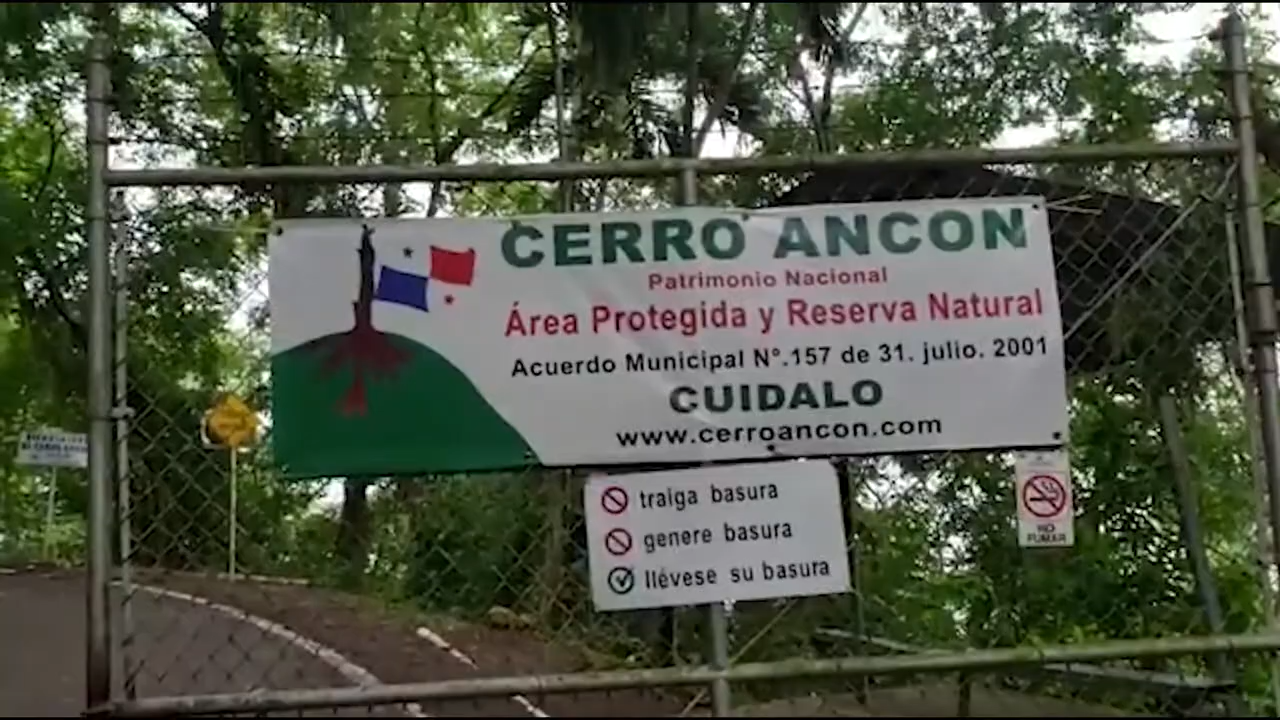 CERRO ANCON
Patrimonio Nacional
Área Protegida y Reserva Natural
Acuerdo Municipal N°.157 de 31. julio. 2001
CUIDALO
www.cerroancon.com
traiga basura
genere basura
llévese su basura
NO
FUMAR